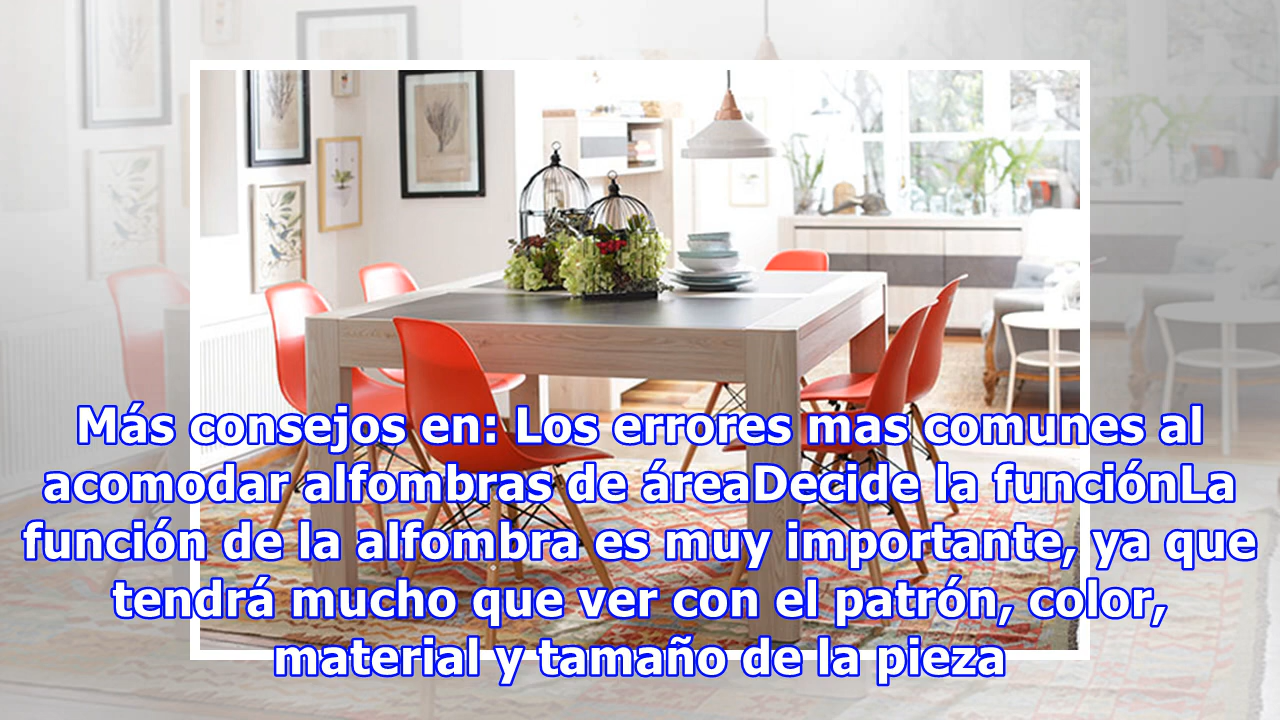 Más consejos en: Los errores mas comunes al
acomodar alfombras de áreaDecide la funciónLa
función de la alfombra es muy importante, ya que
tendrá mucho que ver con el patrón, color,
material y tamaño de la pieza